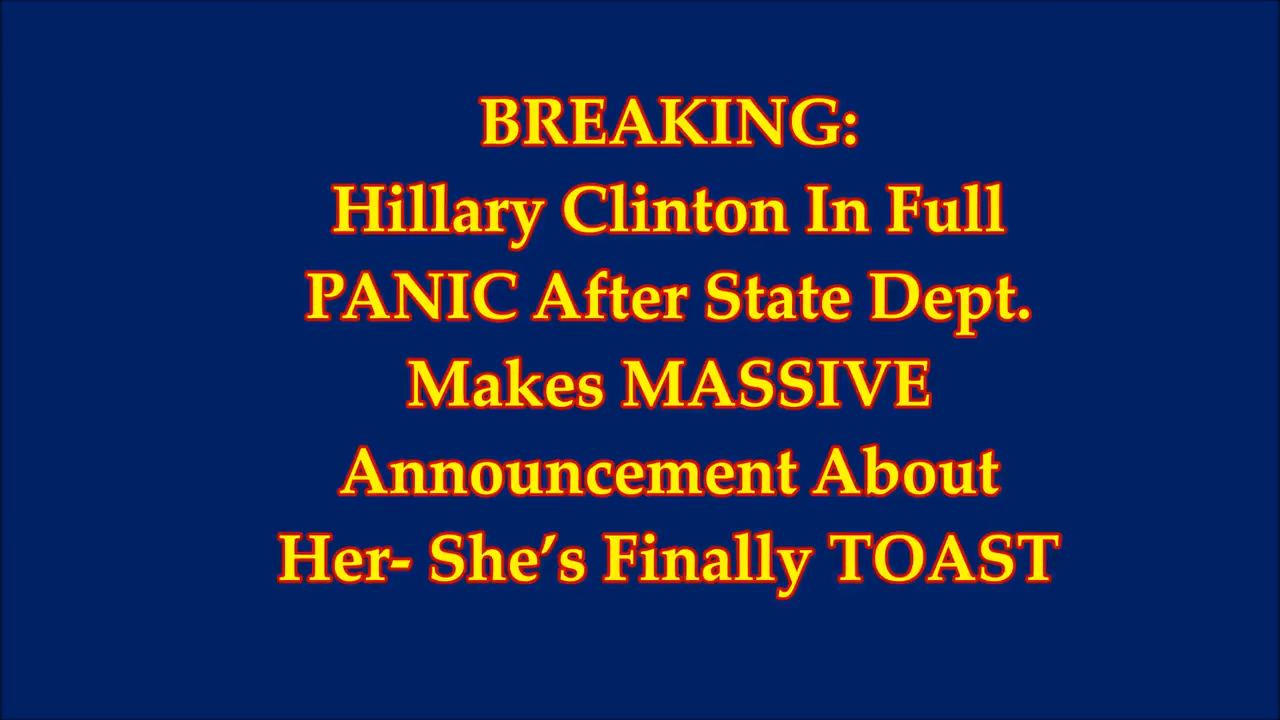 BREAKING:
Hillary Clinton In Full
PANIC After State Dept.
Makes MASSIVE
Announcement About
Her- She’s Finally TOAST